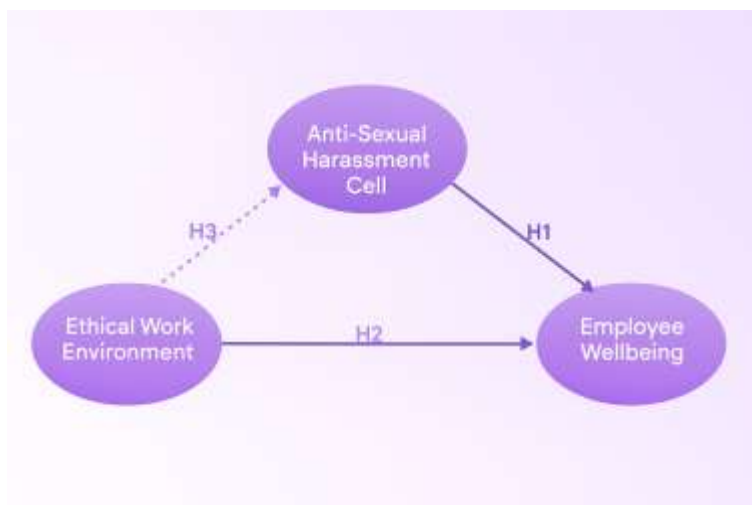 Anti-Sexual
Harassment
Cell
H3
H1
Ethical Work
Environment
H2
Employee
Wellbeing